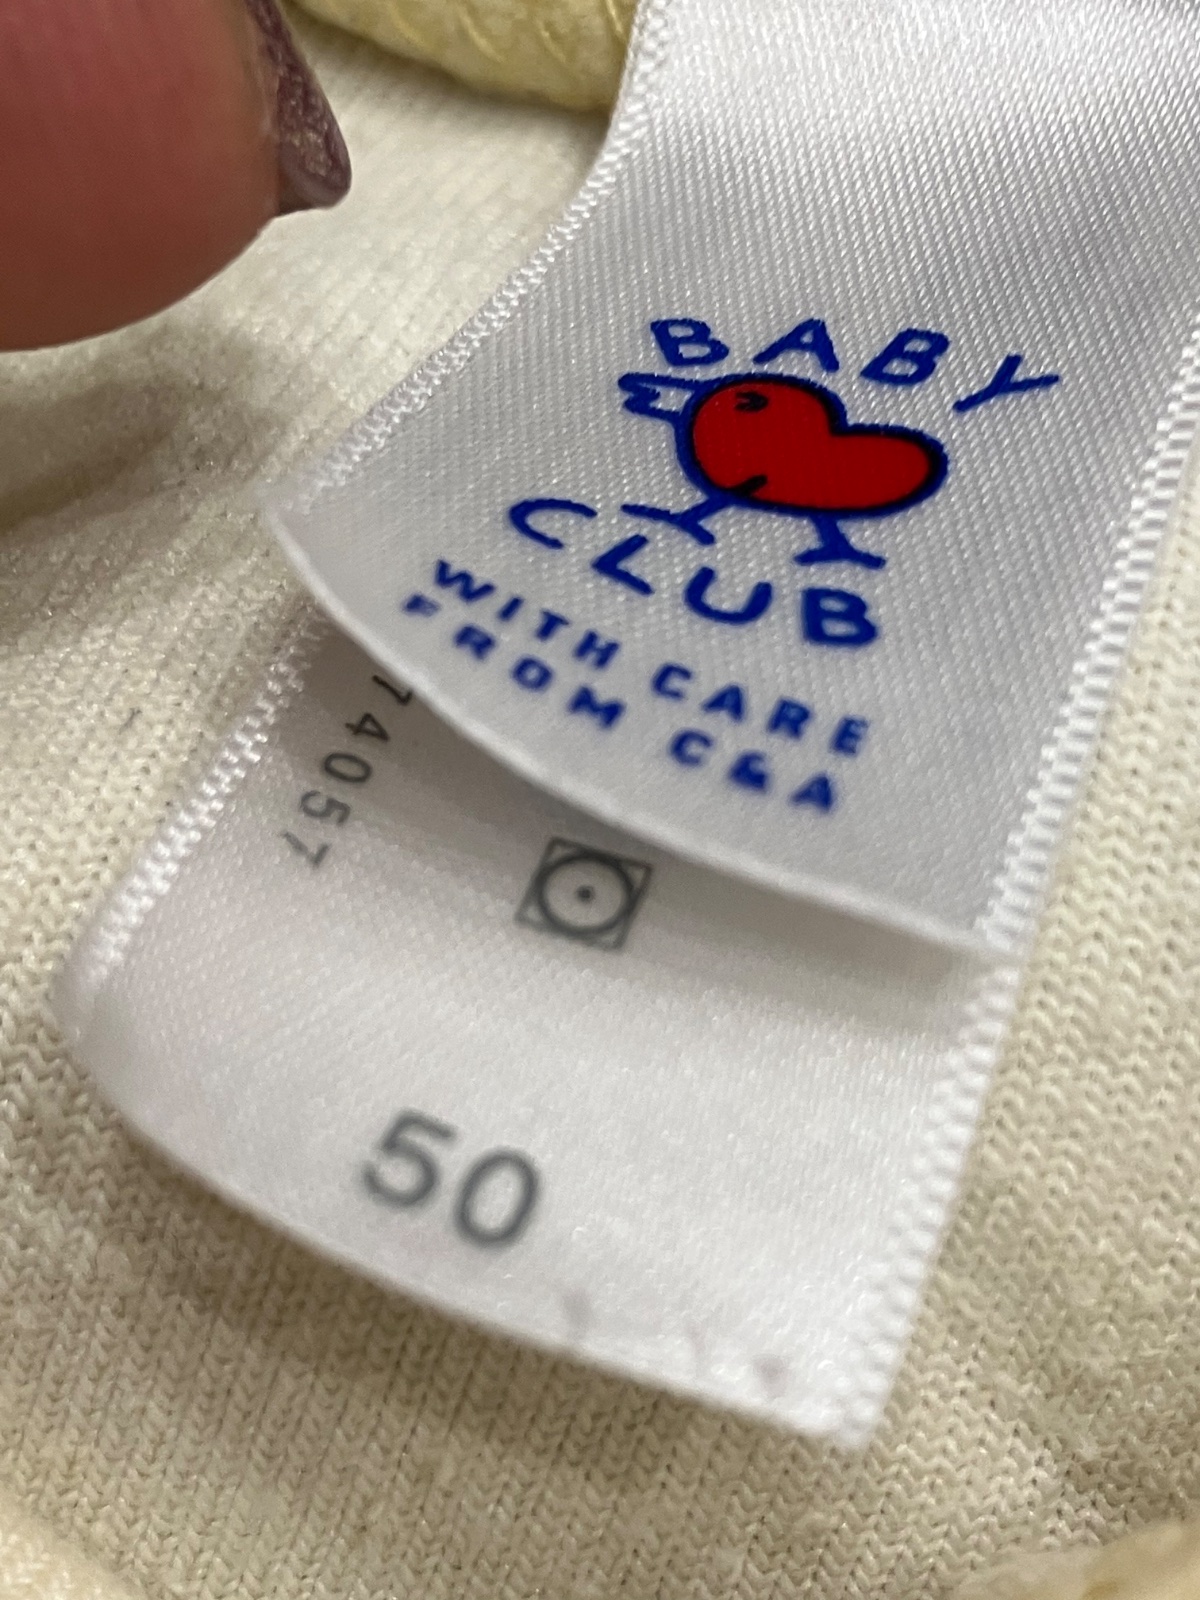 BABY
CLUB
WITH CARE
FROM C&A
74057
50